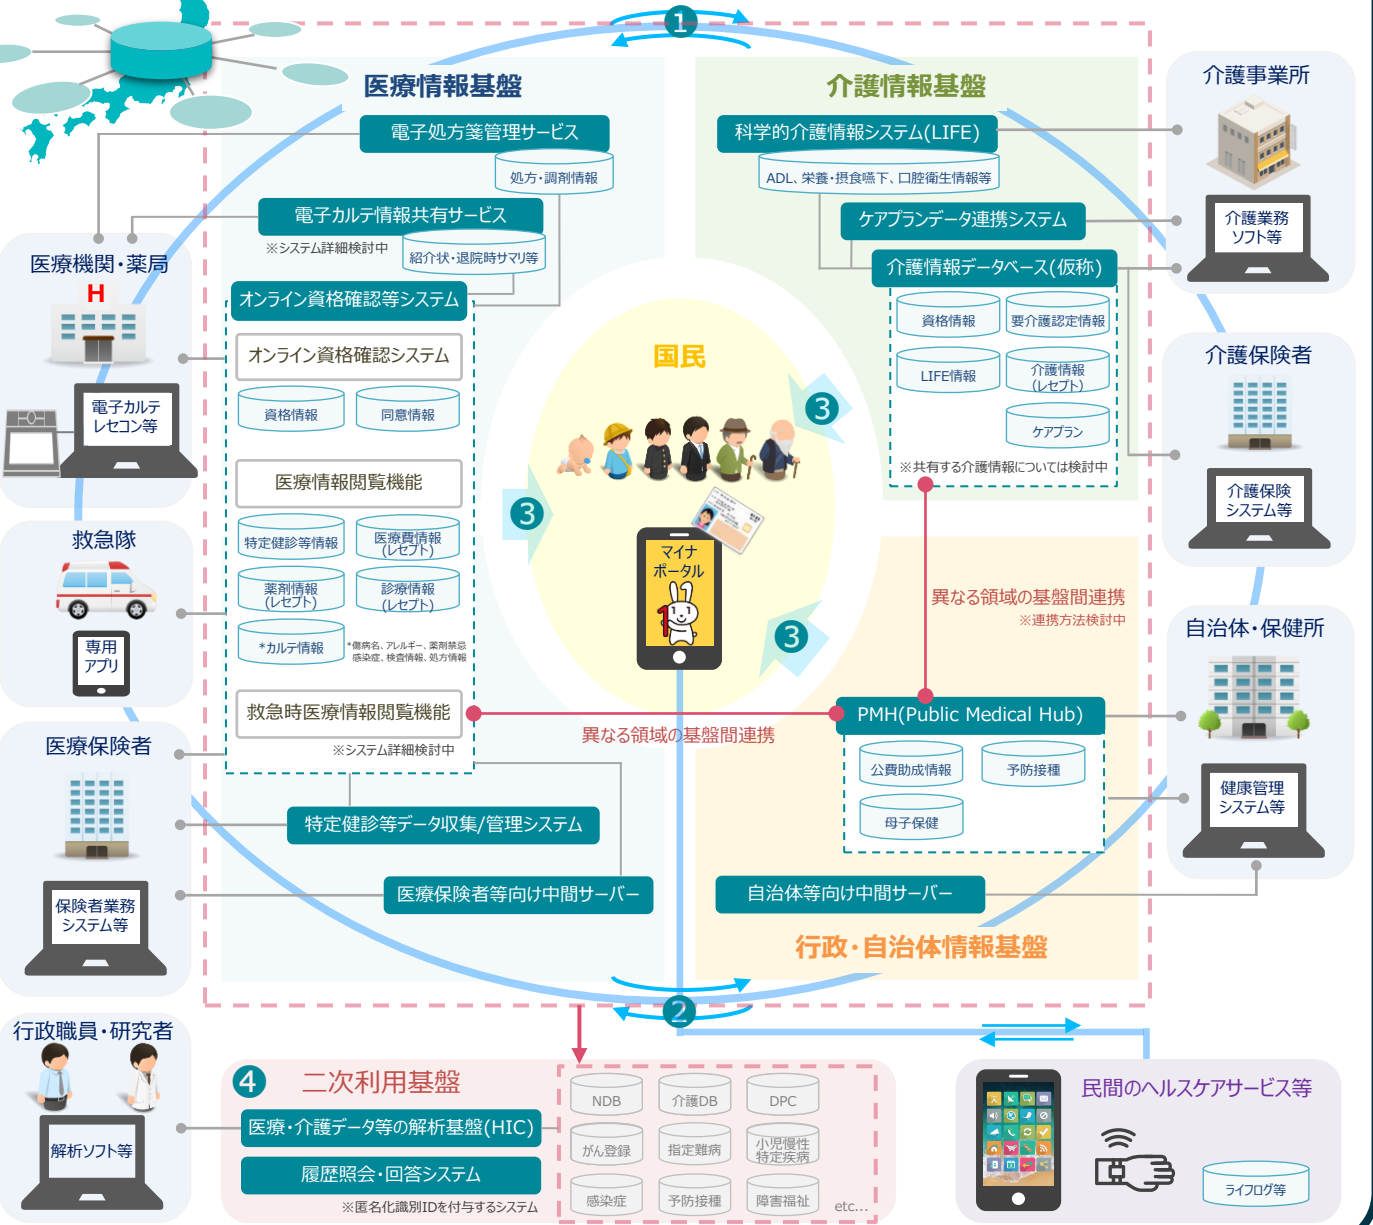 1
医療情報基盤
電子処方箋管理サービス
処方・調剤情報
電子カルテ情報共有サービス
※システム詳細検討中
紹介状・退院時サマリ等
オンライン資格確認等システム
オンライン資格確認システム
資格情報
同意情報
医療情報閲覧機能
特定健診等情報
医療費情報
(レセプト)
薬剤情報
(レセプト)
診療情報
(レセプト)
*カルテ情報
*傷病名、アレルギー、薬剤禁忌
感染症、検査情報、処方情報
救急時医療情報閲覧機能
※システム詳細検討中
特定健診等データ収集/管理システム
医療保険者等向け中間サーバー
介護情報基盤
科学的介護情報システム(LIFE)
ADL、栄養・摂食嚥下、口腔衛生情報等
ケアプランデータ連携システム
介護情報データベース(仮称)
資格情報
要介護認定情報
LIFE情報
介護情報
(レセプト)
ケアプラン
※共有する介護情報については検討中
国民
3
3
3
マイナ
ポータル
1
異なる領域の基盤間連携
※連携方法検討中
異なる領域の基盤間連携
PMH(Public Medical Hub)
公費助成情報
予防接種
母子保健
自治体等向け中間サーバー
行政・自治体情報基盤
2
医療機関・薬局
H
電子カルテ
レセコン等
救急隊
専用
アプリ
医療保険者
保険者業務
システム等
行政職員・研究者
解析ソフト等
介護事業所
介護業務
ソフト等
介護保険者
介護保険
システム等
自治体・保健所
健康管理
システム等
4
二次利用基盤
医療・介護データ等の解析基盤(HIC)
履歴照会・回答システム
※匿名化識別IDを付与するシステム
NDB
介護DB
DPC
がん登録
指定難病
小児慢性
特定疾病
感染症
予防接種
障害福祉
etc...
民間のヘルスケアサービス等
ライフログ等